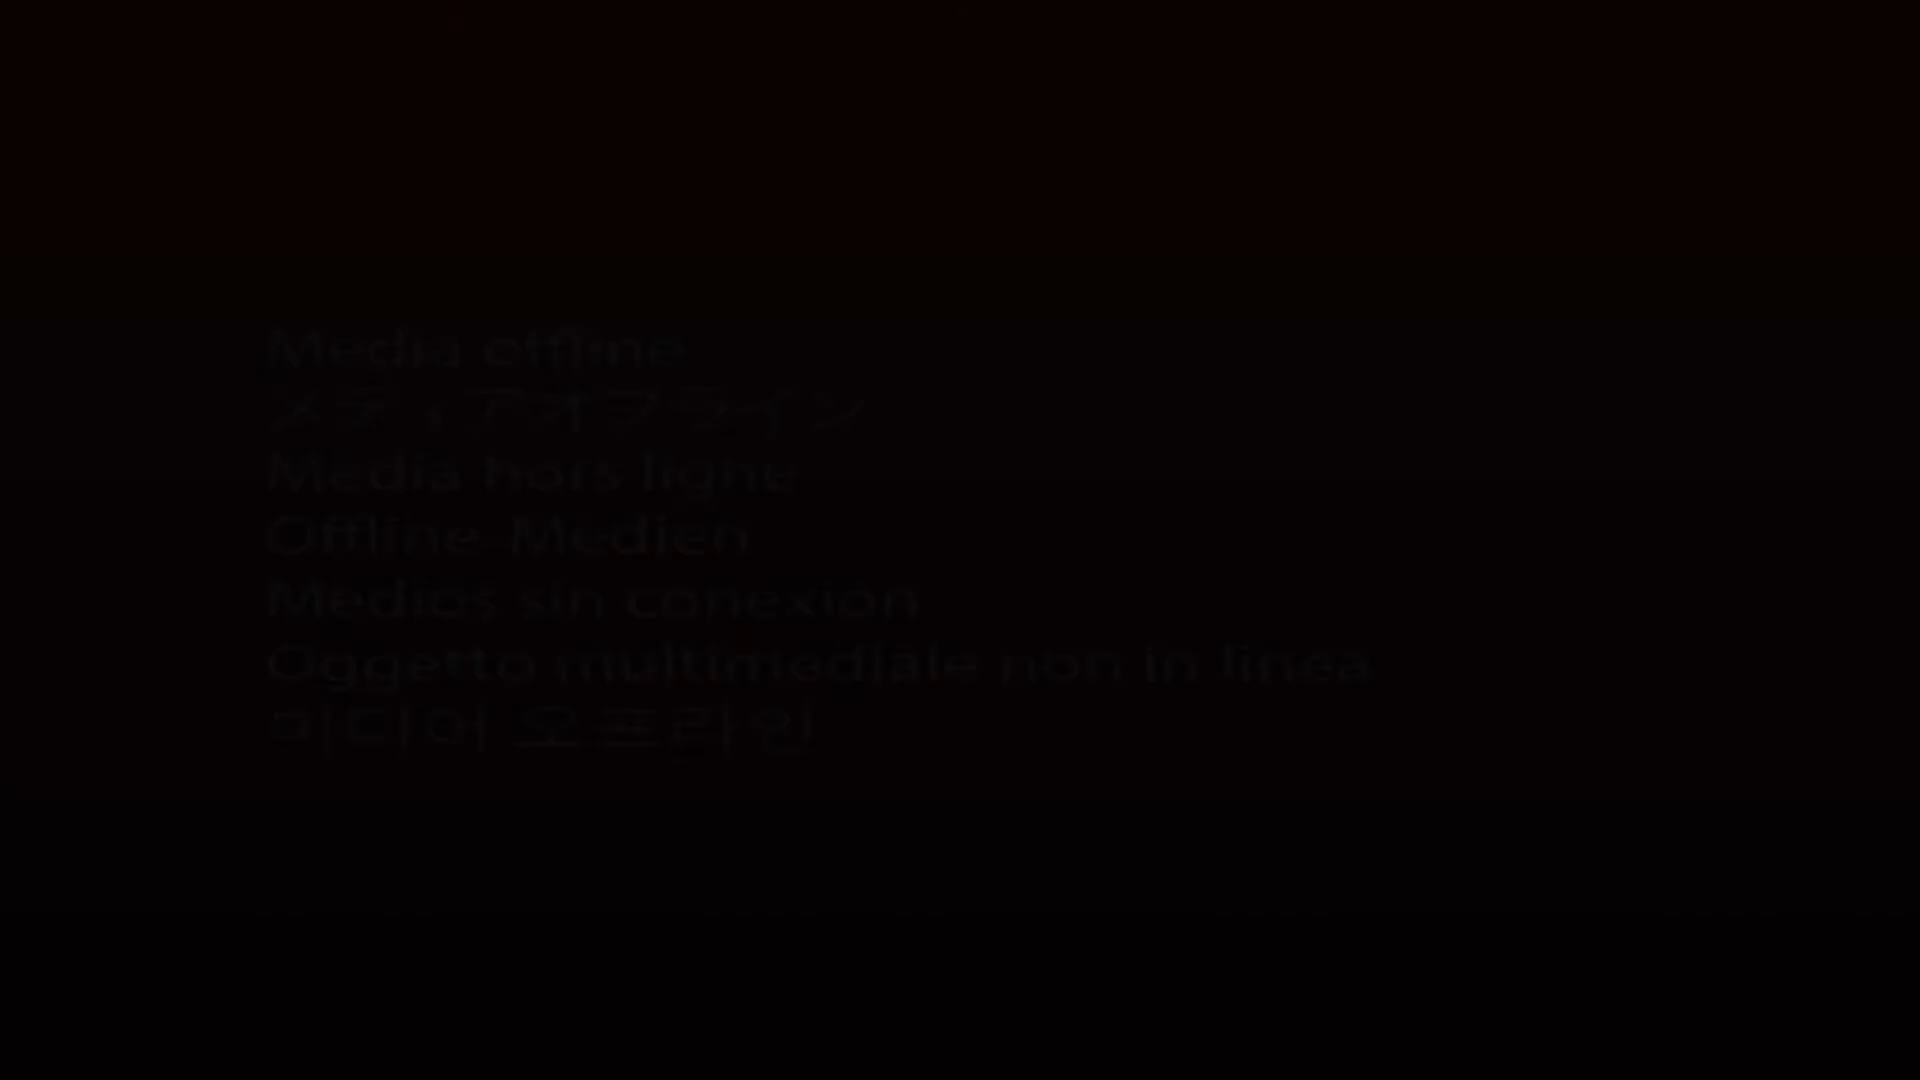 Media offline
メディアオフライン
Media hors ligne
Offline-Medien
Medios sin conexión
Oggetto multimediale non in linea
미디어 오프라인